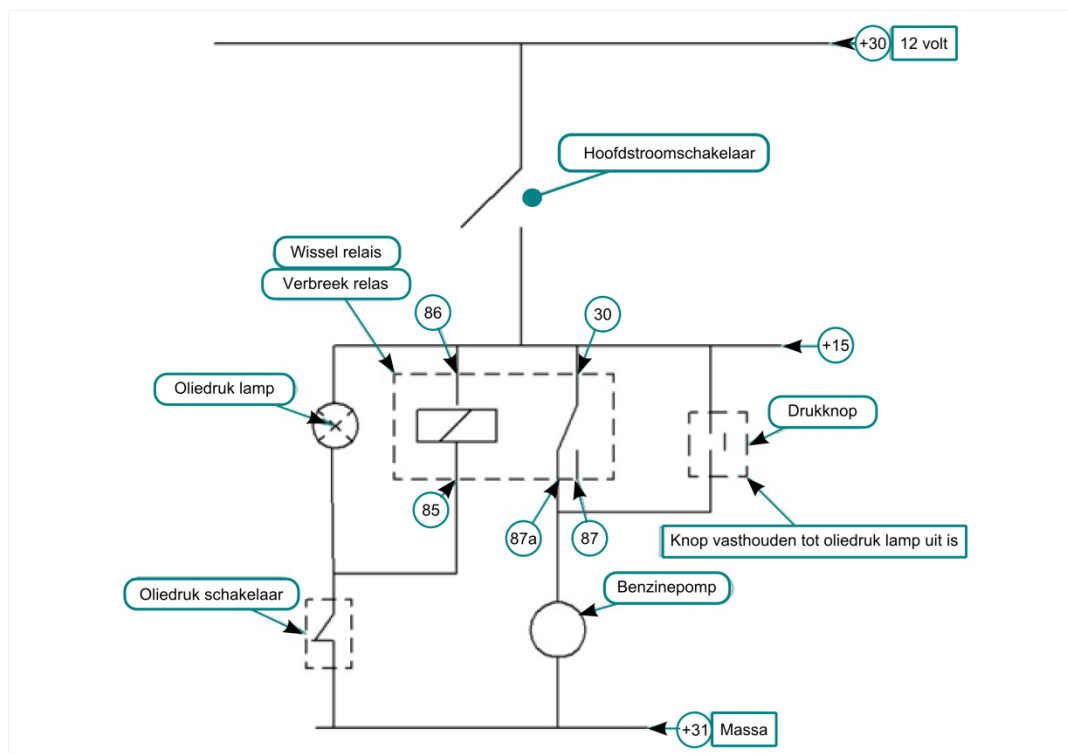 +30 12 volt
Hoofdstroomschakelaar
Wissel relais
Verbreek relas
86
30
+15
Oliedruk lamp
Drukknop
85
87a
87
Knop vasthouden tot oliedruk lamp uit is
Benzinepomp
Oliedruk schakelaar
+31 Massa